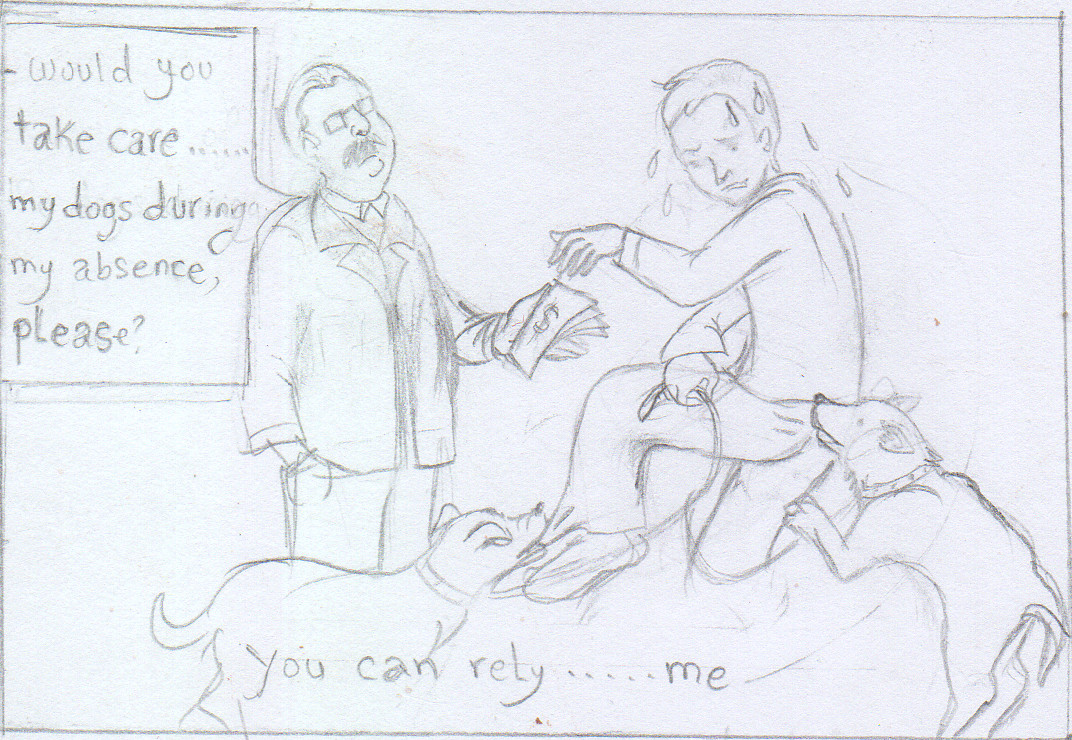 - would you
take care ......
my dogs during
my absence,
please?
$
you can rely ...... me